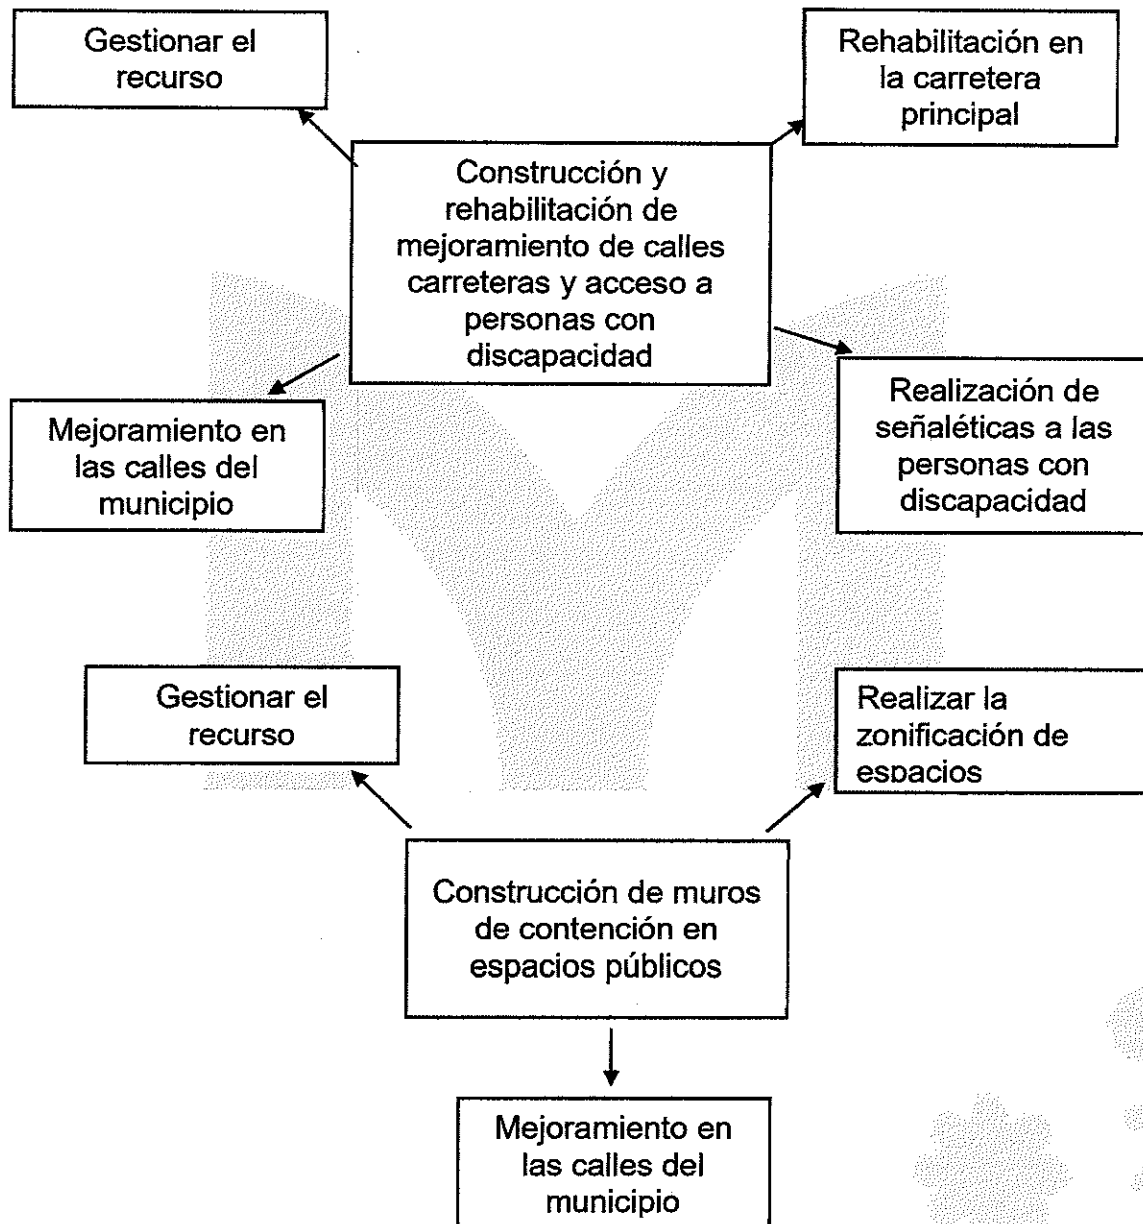 Gestionar el
recurso
Rehabilitación en
la carretera
principal
Construcción y
rehabilitación de
mejoramiento de calles
carreteras y acceso a
personas con
discapacidad
Mejoramiento en
las calles del
municipio
Realización de
señaléticas a las
personas con
discapacidad
Gestionar el
recurso
Realizar la
zonificación de
espacios
Construcción de muros
de contención en
espacios públicos
Mejoramiento en
las calles del
municipio